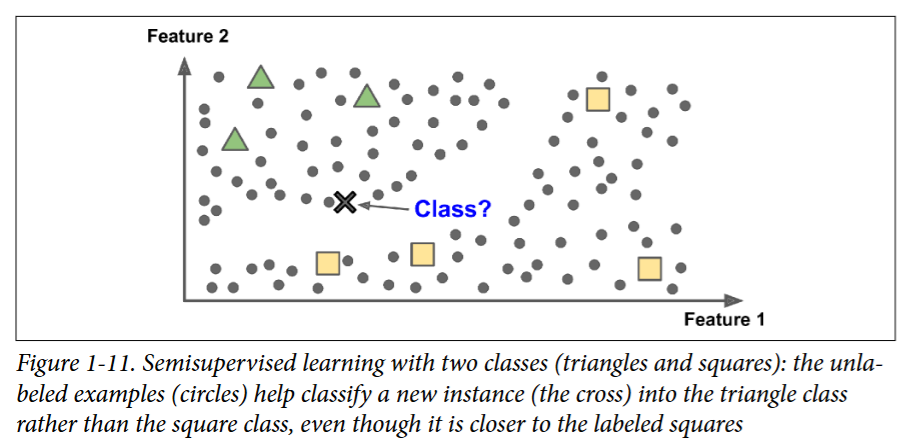 Feature 2
Class?
Feature 1
Figure 1-11. Semisupervised learning with two classes (triangles and squares): the unla-
beled examples (circles) help classify a new instance (the cross) into the triangle class
rather than the square class, even though it is closer to the labeled squares